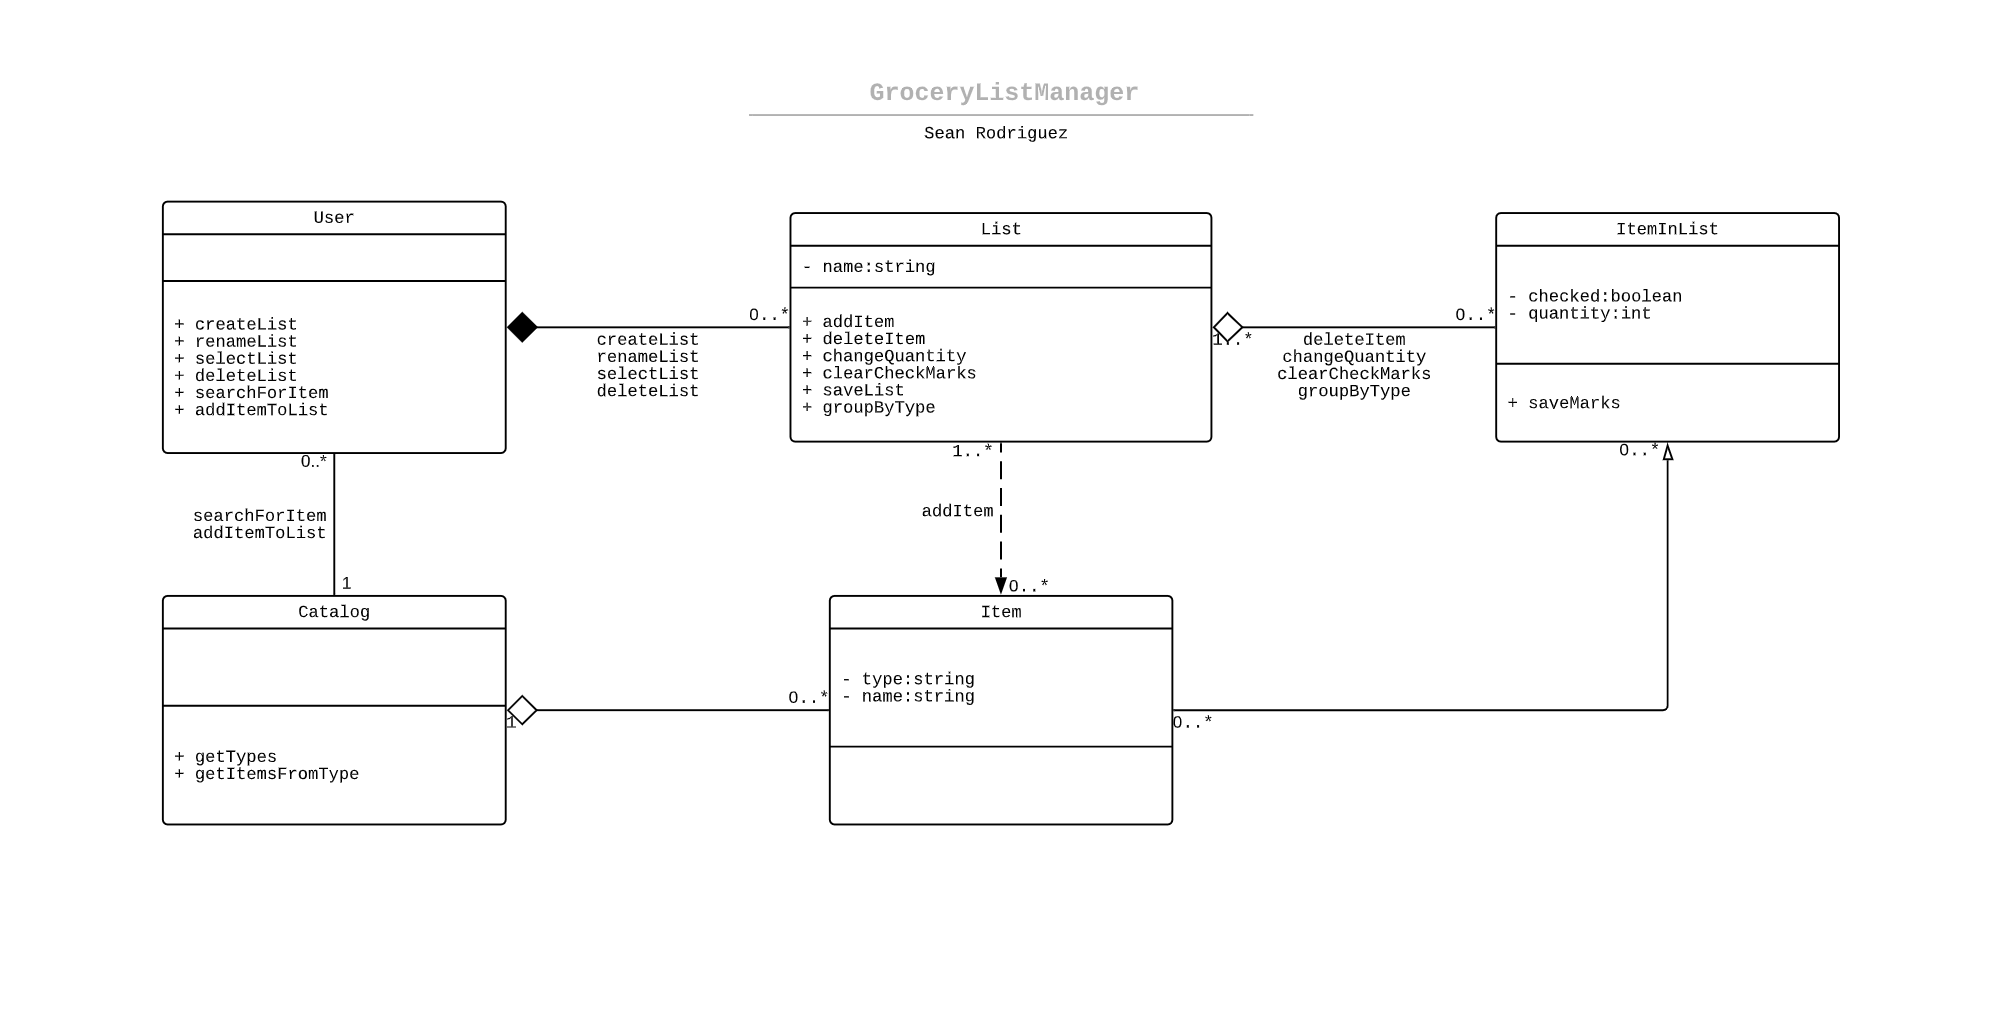 GroceryListManager
Sean Rodriguez
User
+ createList
+ renameList
+ selectList
+ deleteList
+ searchForItem
+ addItemToList
0..*
createList
renameList
selectList
deleteList
List
- name:string
+ addItem
+ deleteItem
+ changeQuantity
+ clearCheckMarks
+ saveList
+ groupByType
1..*
0..*
deleteItem
changeQuantity
clearCheckMarks
groupByType
ItemInList
- checked:boolean
- quantity:int
+ saveMarks
0..*
searchForItem
addItemToList
1
1..*
addItem
0..*
0..*
Catalog
+ getTypes
+ getItemsFromType
1
0..*
Item
- type:string
- name:string
0..*